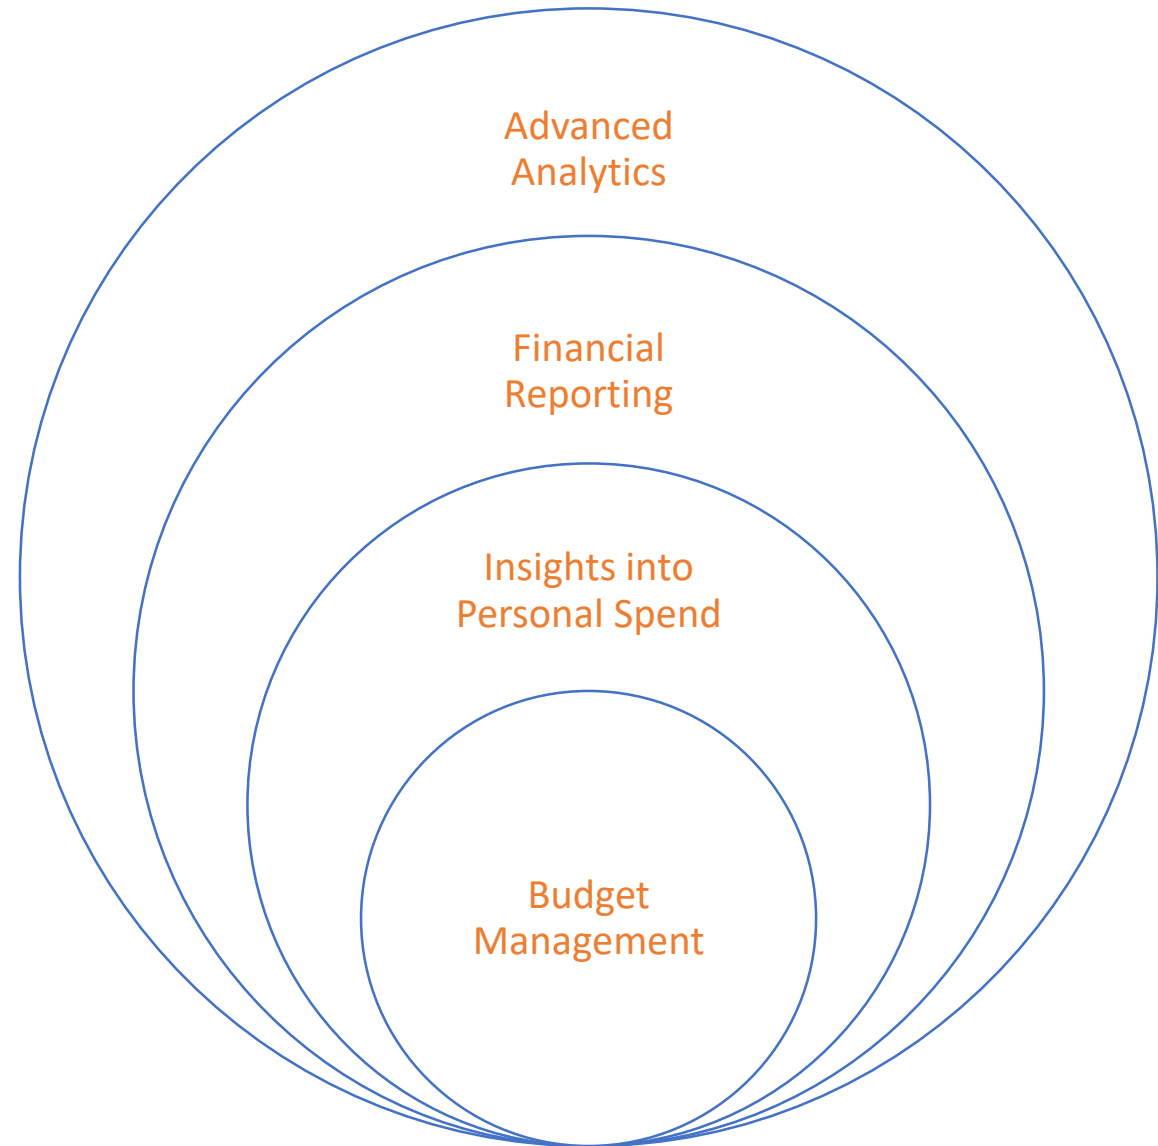 Advanced
Analytics
Financial
Reporting
Insights into
Personal Spend
Budget
Management